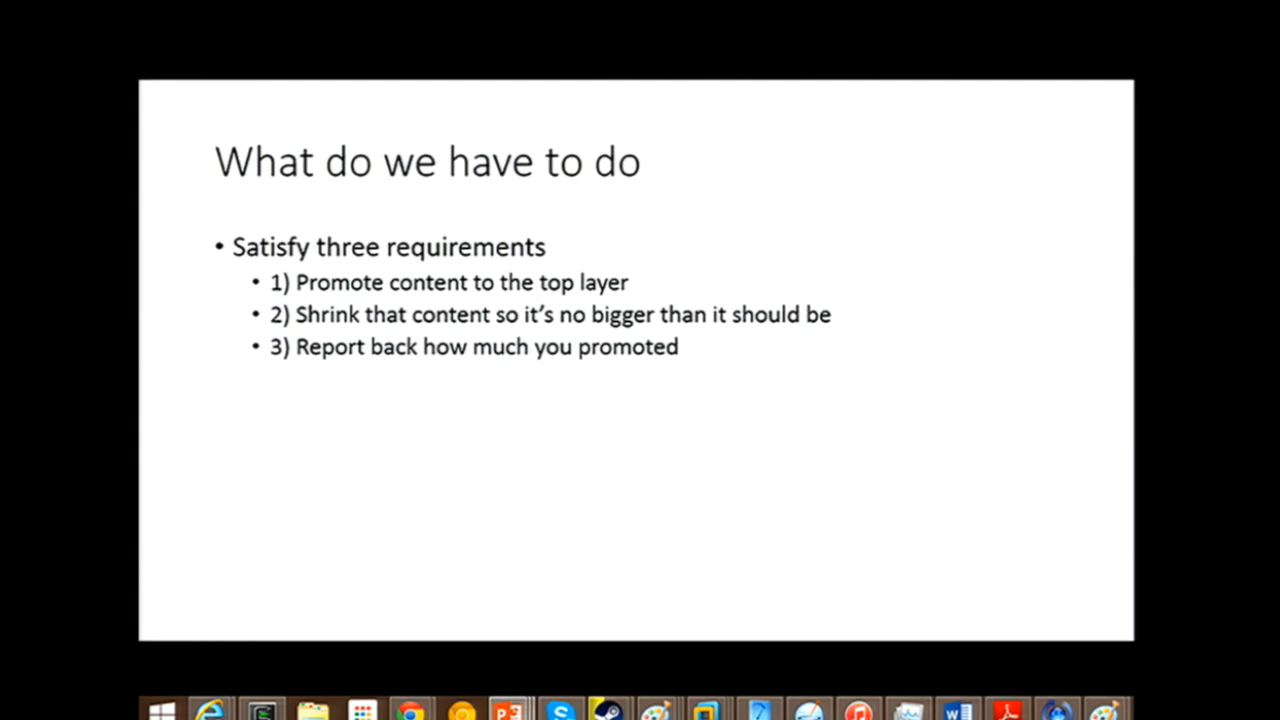 What do we have to do
• Satisfy three requirements
• 1) Promote content to the top layer
• 2) Shrink that content so it's no bigger than it should be
• 3) Report back how much you promoted